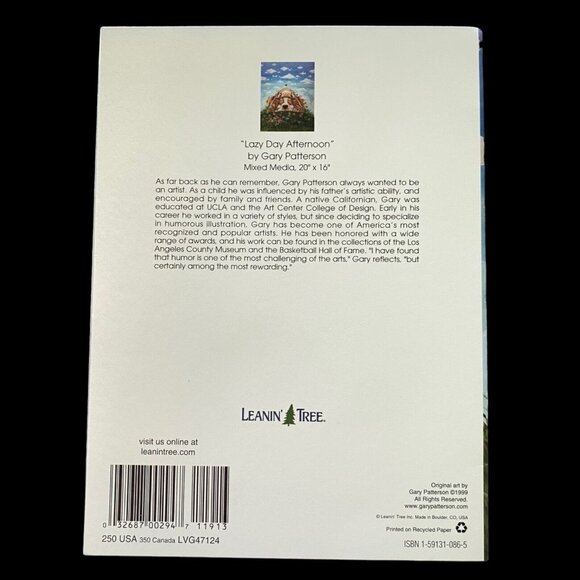 "Lazy Day Afternoon"
by Gary Patterson
Mixed Media, 20" x 16"
As far back as he can remember, Gary Patterson always wanted to be
an artist. As a child he was influenced by his father's artistic ability, and
encouraged by family and friends. A native Californian, Gary was
educated at UCLA and the Art Center College of Design. Early in his
career he worked in a variety of styles, but since deciding to specialize
in humorous illustration, Gary has become one of America's most
recognized and popular artists. He has been honored with a wide
range of awards, and his work can be found in the collections of the Los
Angeles County Museum and the Basketball Hall of Fame. "I have found
that humor is one of the most challenging of the arts," Gary reflects, "but
certainly among the most rewarding."
LEANIN' TREE®
visit us online at
leanintree.com
0 32687 00294 7 11913
250 USA 350 Canada LVG47124
Original art by
Gary Patterson ©1999
All Rights Reserved.
www.garypatterson.com
© Leanin' Tree Inc. Made in Boulder, CO, USA
Printed on Recycled Paper
ISBN 1-59131-086-5